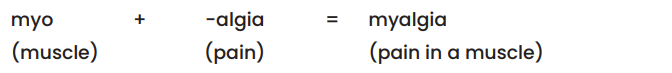 myo + -algia = myalgia
(muscle) (pain) (pain in a muscle)